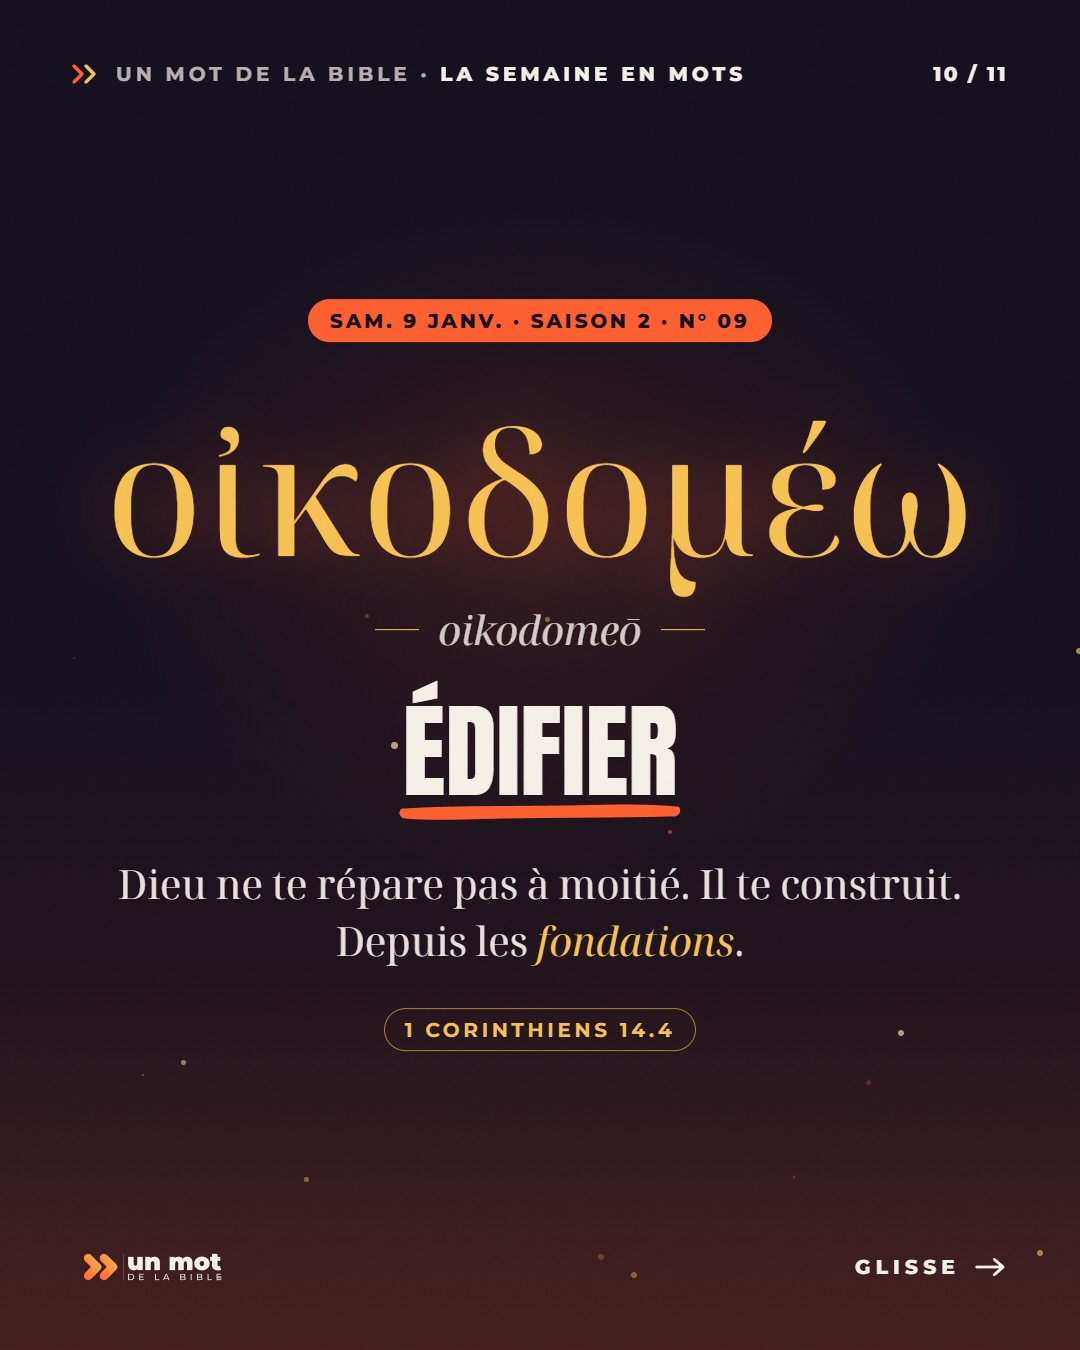 UN MOT DE LA BIBLE · LA SEMAINE EN MOTS
10 / 11
SAM. 9 JANV. · SAISON 2 · N° 09
οἰκοδομέω
oikodomeō
ÉDIFIER
Dieu ne te répare pas à moitié. Il te construit.
Depuis les fondations.
1 CORINTHIENS 14.4
un mot
DE LA BIBLE
GLISSE →